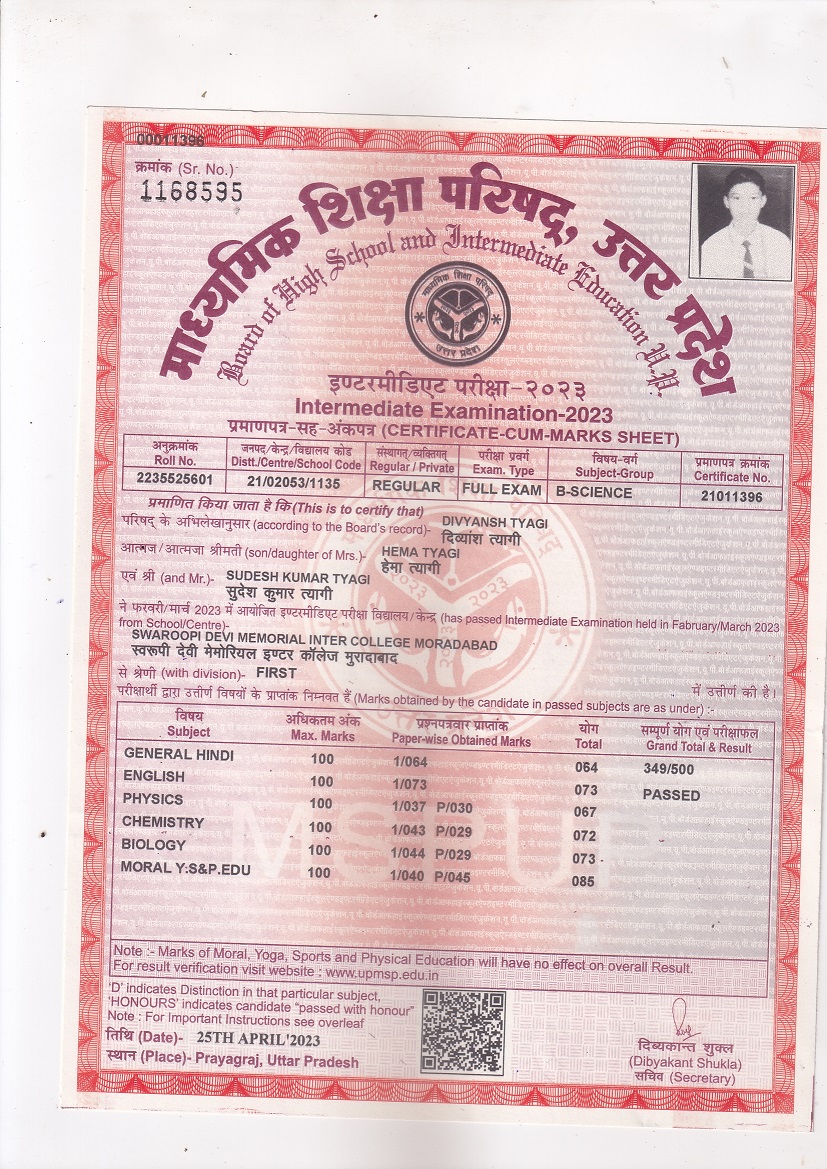 00011396
क्रमांक (Sr. No.)
1168595
माध्यमिक शिक्षा परिषद्, उत्तर प्रदेश
Board of High School and Intermediate Education U.P.
माध्यमिक शिक्षा परिषद्
उत्तर प्रदेश
इण्टरमीडिएट परीक्षा-२०२३
Intermediate Examination-2023
प्रमाणपत्र-सह-अंकपत्र (CERTIFICATE-CUM-MARKS SHEET)
अनुक्रमांक जनपद/केन्द्र/विद्यालय कोड संस्थागत/व्यक्तिगत परीक्षा प्रवर्ग विषय-वर्ग प्रमाणपत्र क्रमांक
Roll No. Distt./Centre/School Code Regular / Private Exam. Type Subject-Group Certificate No.
2235525601 21/02053/1135 REGULAR FULL EXAM B-SCIENCE 21011396
प्रमाणित किया जाता है कि (This is to certify that)
परिषद् के अभिलेखानुसार (according to the Board's record)- DIVYANSH TYAGI
दिव्यांश त्यागी
आत्मज/आत्मजा श्रीमती (son/daughter of Mrs.)- HEMA TYAGI
हेमा त्यागी
एवं श्री (and Mr.)- SUDESH KUMAR TYAGI
सुदेश कुमार त्यागी
ने फरवरी/मार्च 2023 में आयोजित इण्टरमीडिएट परीक्षा विद्यालय/केन्द्र (has passed Intermediate Examination held in Fabruary/March 2023
from School/Centre)-
SWAROOPI DEVI MEMORIAL INTER COLLEGE MORADABAD
स्वरूपी देवी मेमोरियल इण्टर कॉलेज मुरादाबाद
से श्रेणी (with division)- FIRST में उत्तीर्ण की है।
परीक्षार्थी द्वारा उत्तीर्ण विषयों के प्राप्तांक निम्नवत हैं (Marks obtained by the candidate in passed subjects are as under) :-
विषय अधिकतम अंक प्रश्नपत्रवार प्राप्तांक योग सम्पूर्ण योग एवं परीक्षाफल
Subject Max. Marks Paper-wise Obtained Marks Total Grand Total & Result
GENERAL HINDI 100 1/064 064 349/500
ENGLISH 100 1/073 073 PASSED
PHYSICS 100 1/037 P/030 067
CHEMISTRY 100 1/043 P/029 072
BIOLOGY 100 1/044 P/029 073
MORAL Y:S&P.EDU 100 1/040 P/045 085
MSPUP
Note :- Marks of Moral, Yoga, Sports and Physical Education will have no effect on overall Result.
For result verification visit website : www.upmsp.edu.in
'D' indicates Distinction in that particular subject,
'HONOURS' indicates candidate "passed with honour"
Note : For Important Instructions see overleaf
तिथि (Date)- 25TH APRIL'2023
स्थान (Place)- Prayagraj, Uttar Pradesh
दिव्यकान्त शुक्ल
(Dibyakant Shukla)
सचिव (Secretary)